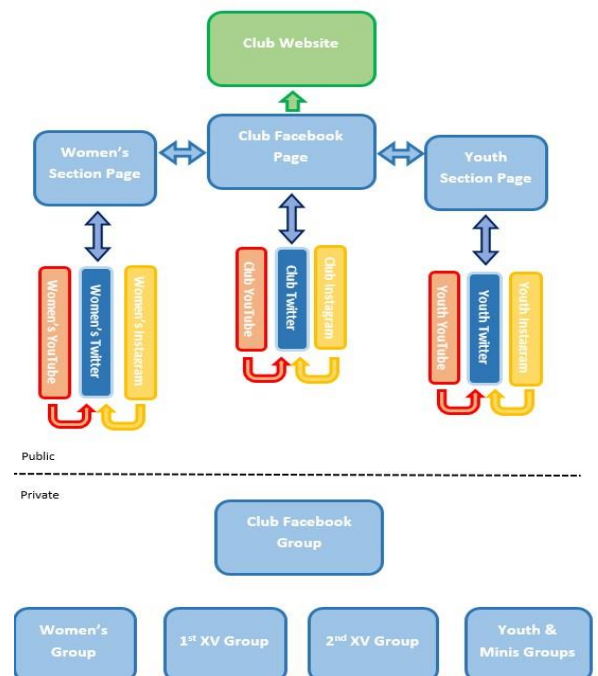 Club Website
Club Facebook
Page
Women's
Section Page
Youth
Section Page
Women's YouTube
Women's Twitter
Women's Instagram
Club YouTube
Club Twitter
Club Instagram
Youth YouTube
Youth Twitter
Youth Instagram
Public
Private
Club Facebook
Group
Women's
Group
1st XV Group
2nd XV Group
Youth &
Minis Groups